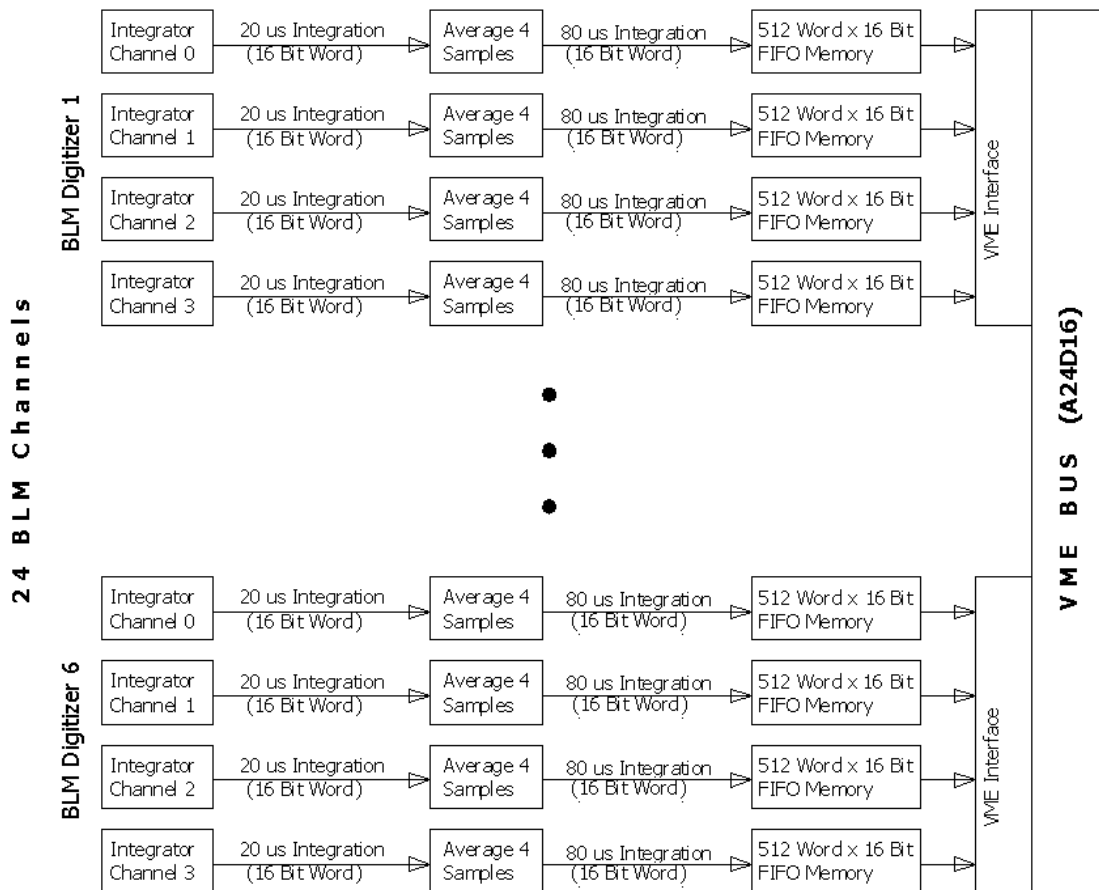 24 BLM Channels
BLM Digitizer 1
Integrator
Channel 0
20 us Integration
(16 Bit Word)
Average 4
Samples
80 us Integration
(16 Bit Word)
512 Word x 16 Bit
FIFO Memory
Integrator
Channel 1
20 us Integration
(16 Bit Word)
Average 4
Samples
80 us Integration
(16 Bit Word)
512 Word x 16 Bit
FIFO Memory
Integrator
Channel 2
20 us Integration
(16 Bit Word)
Average 4
Samples
80 us Integration
(16 Bit Word)
512 Word x 16 Bit
FIFO Memory
Integrator
Channel 3
20 us Integration
(16 Bit Word)
Average 4
Samples
80 us Integration
(16 Bit Word)
512 Word x 16 Bit
FIFO Memory
VME Interface
BLM Digitizer 6
Integrator
Channel 0
20 us Integration
(16 Bit Word)
Average 4
Samples
80 us Integration
(16 Bit Word)
512 Word x 16 Bit
FIFO Memory
Integrator
Channel 1
20 us Integration
(16 Bit Word)
Average 4
Samples
80 us Integration
(16 Bit Word)
512 Word x 16 Bit
FIFO Memory
Integrator
Channel 2
20 us Integration
(16 Bit Word)
Average 4
Samples
80 us Integration
(16 Bit Word)
512 Word x 16 Bit
FIFO Memory
Integrator
Channel 3
20 us Integration
(16 Bit Word)
Average 4
Samples
80 us Integration
(16 Bit Word)
512 Word x 16 Bit
FIFO Memory
VME Interface
VME BUS (A24D16)